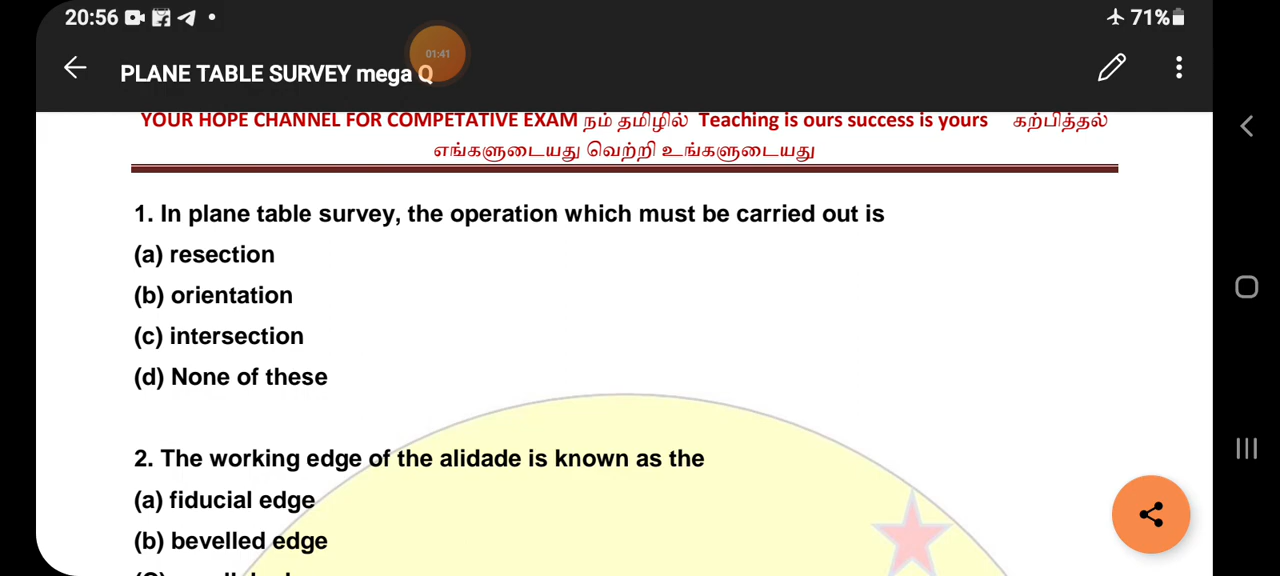 20:56
71%
01:41
PLANE TABLE SURVEY mega Q
YOUR HOPE CHANNEL FOR COMPETATIVE EXAM நம் தமிழில் Teaching is ours success is yours கற்பித்தல்
எங்களுடையது வெற்றி உங்களுடையது
1. In plane table survey, the operation which must be carried out is
(a) resection
(b) orientation
(c) intersection
(d) None of these
2. The working edge of the alidade is known as the
(a) fiducial edge
(b) bevelled edge